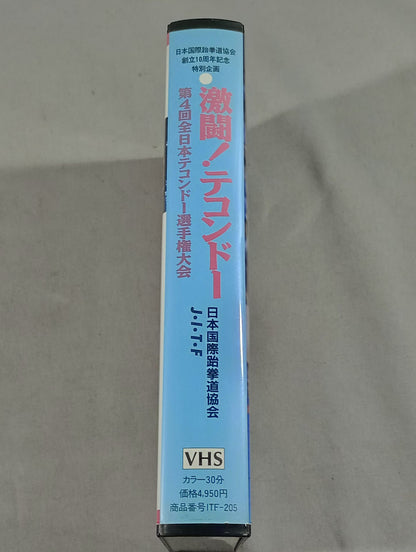 日本国際跆拳道協会
創立10周年記念
特別企画
激闘！テコンドー
第4回全日本テコンドー選手権大会
日本国際跆拳道協会
J・I・T・F
VHS
カラー30分
価格4,950円
商品番号ITF-205